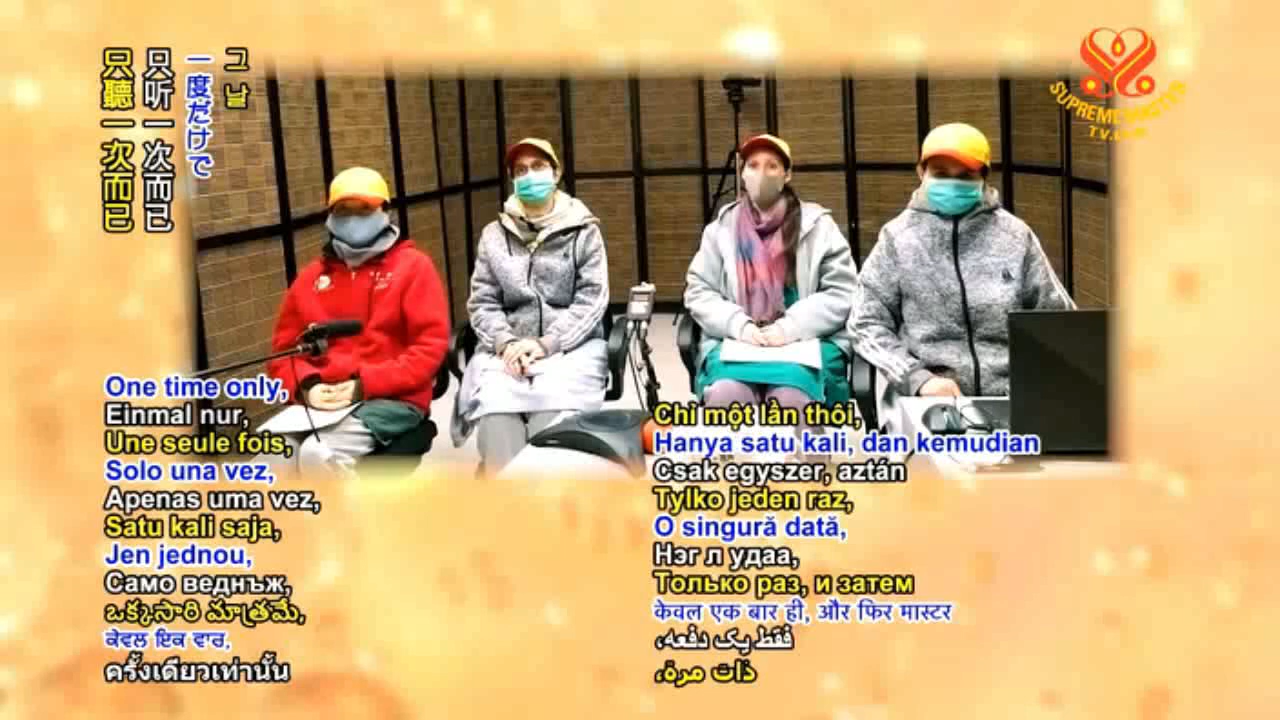 只聽一次而已
只听一次而已
一度だけで
그 날
SUPREME MASTER
TV.COM
One time only,
Einmal nur,
Une seule fois,
Solo una vez,
Apenas uma vez,
Satu kali saja,
Jen jednou,
Само веднъж,
ఒక్కసారి మాత్రమే,
ਕੇਵਲ ਇਕ ਵਾਰ,
ครั้งเดียวเท่านั้น
Chỉ một lần thôi,
Hanya satu kali, dan kemudian
Csak egyszer, aztán
Tylko jeden raz,
O singură dată,
Нэг л удаа,
Только раз, и затем
केवल एक बार ही, और फिर मास्टर
فقط یک دفعه،
ذات مرة،